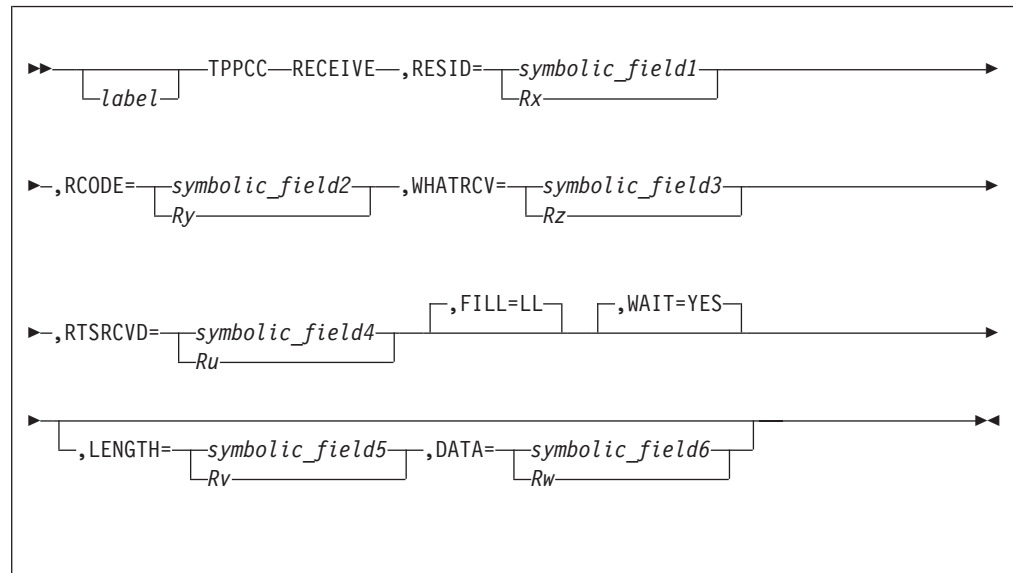 TPPCC RECEIVE ,RESID= symbolic_field1
label Rx
,RCODE= symbolic_field2 ,WHATRCV= symbolic_field3
Ry Rz
,FILL=LL ,WAIT=YES
,RTSRCVD= symbolic_field4
Ru
,LENGTH= symbolic_field5 ,DATA= symbolic_field6
Rv Rw